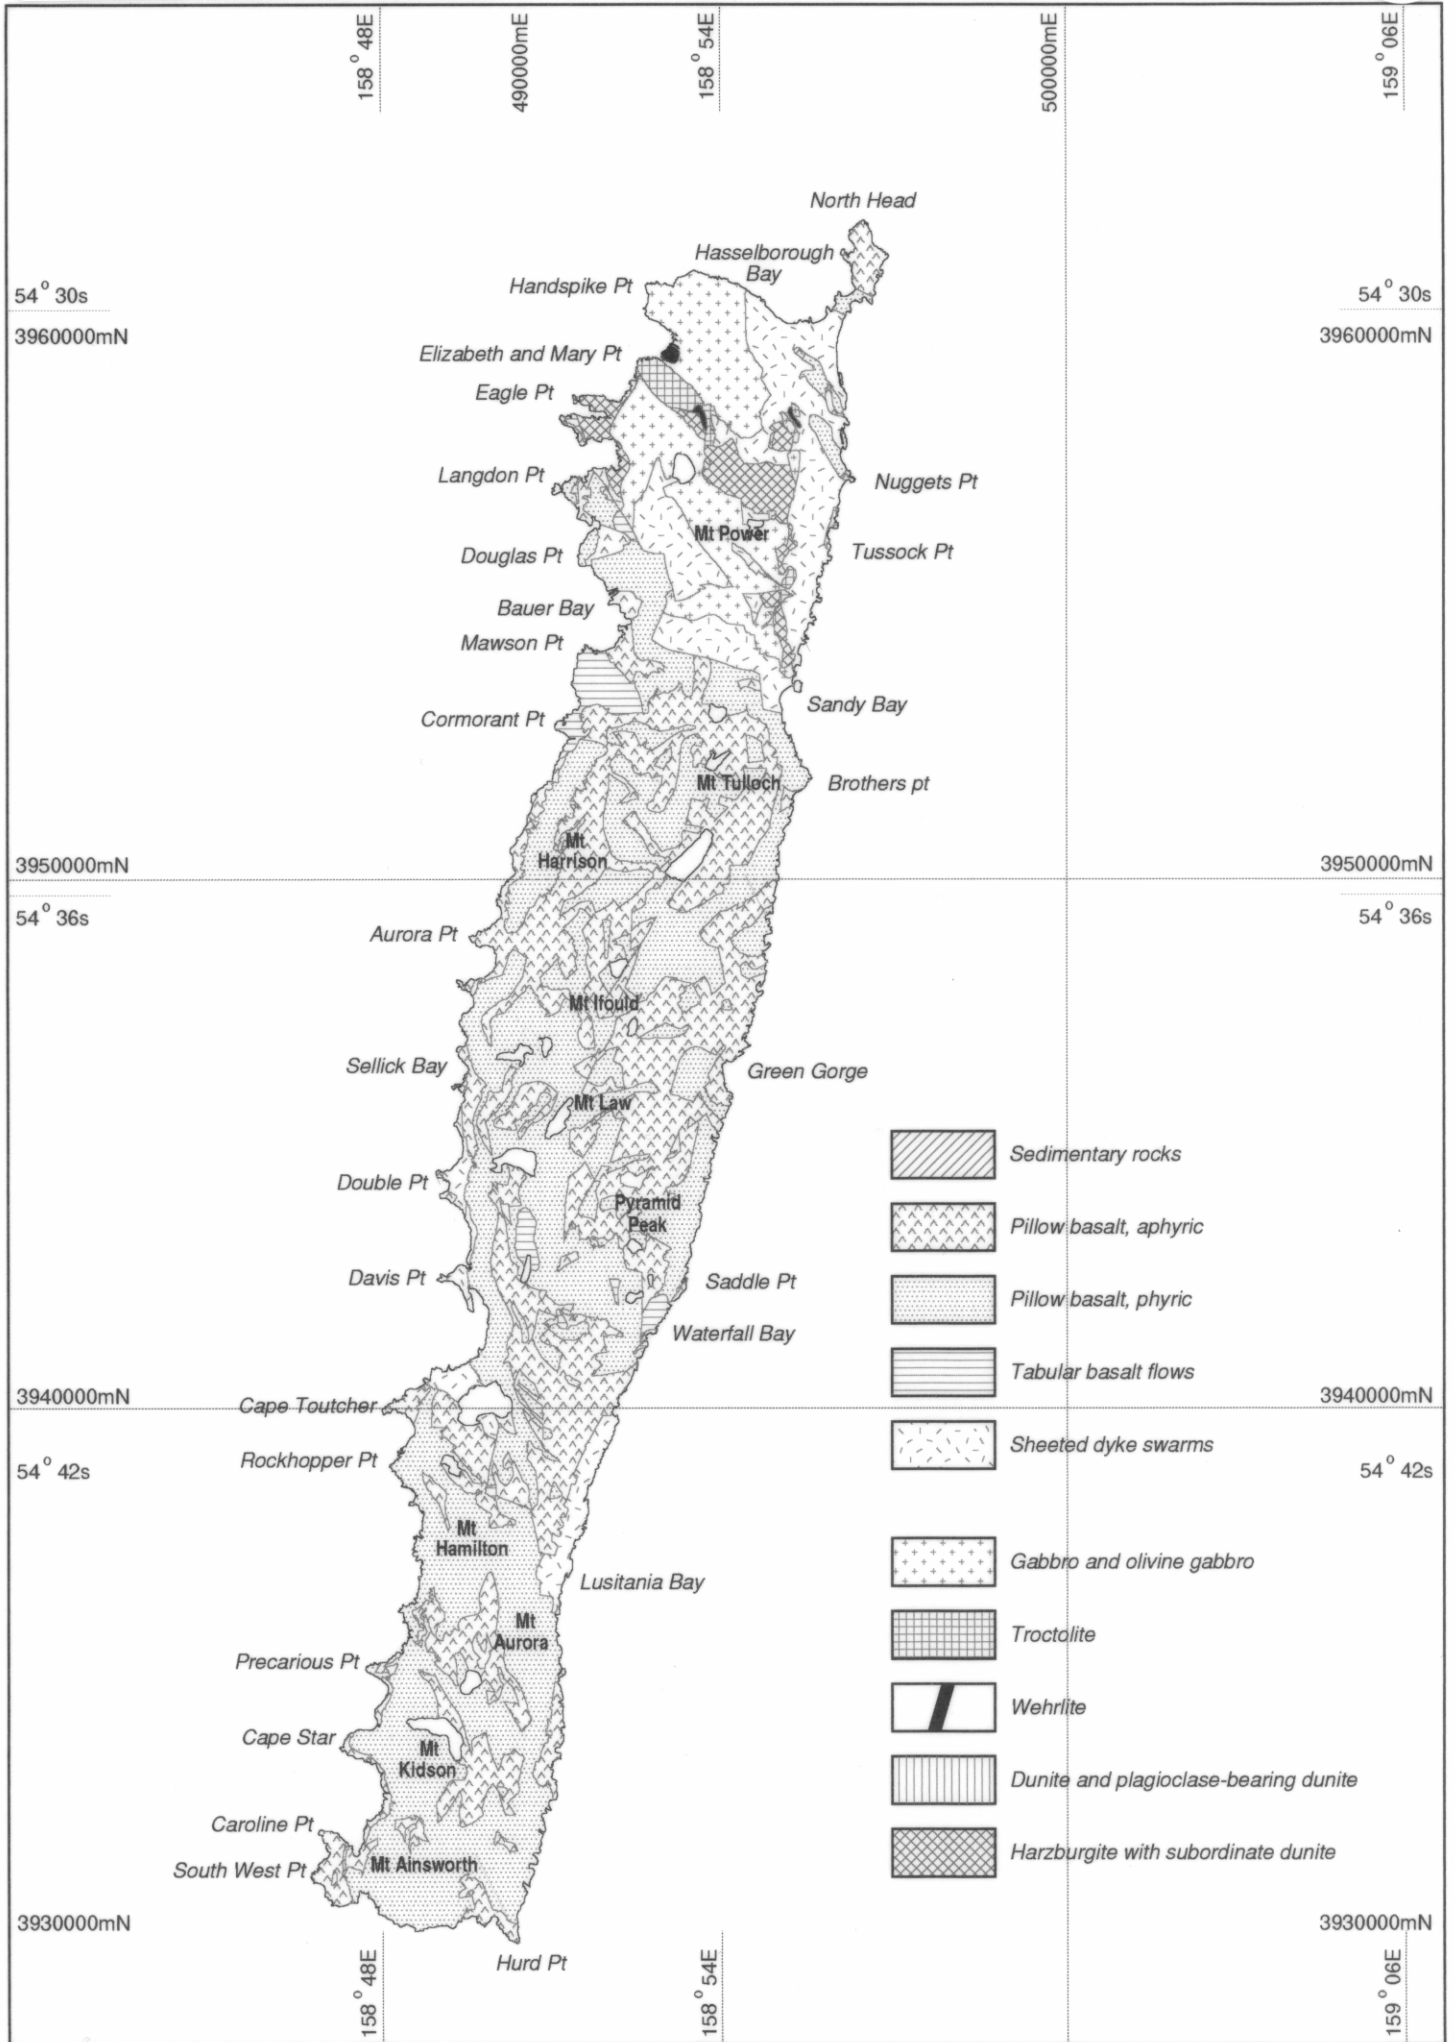 158° 48E
490000mE
158° 54E
500000mE
159° 06E
North Head
Hasselborough
Bay
Handspike Pt
54° 30s
54° 30s
3960000mN
3960000mN
Elizabeth and Mary Pt
Eagle Pt
Langdon Pt
Nuggets Pt
Mt Power
Douglas Pt
Tussock Pt
Bauer Bay
Mawson Pt
Sandy Bay
Cormorant Pt
Mt Tulloch
Brothers pt
Mt
Harrison
3950000mN
3950000mN
54° 36s
54° 36s
Aurora Pt
Mt Ifould
Sellick Bay
Green Gorge
Mt Law
Sedimentary rocks
Double Pt
Pyramid
Peak
Pillow basalt, aphyric
Davis Pt
Saddle Pt
Pillow basalt, phyric
Waterfall Bay
Tabular basalt flows
3940000mN
3940000mN
Cape Toutcher
Sheeted dyke swarms
Rockhopper Pt
54° 42s
54° 42s
Mt
Hamilton
Gabbro and olivine gabbro
Lusitania Bay
Mt
Aurora
Troctolite
Precarious Pt
Wehrlite
Cape Star
Mt
Kidson
Dunite and plagioclase-bearing dunite
Caroline Pt
Harzburgite with subordinate dunite
South West Pt
Mt Ainsworth
3930000mN
3930000mN
Hurd Pt
158° 48E
158° 54E
159° 06E